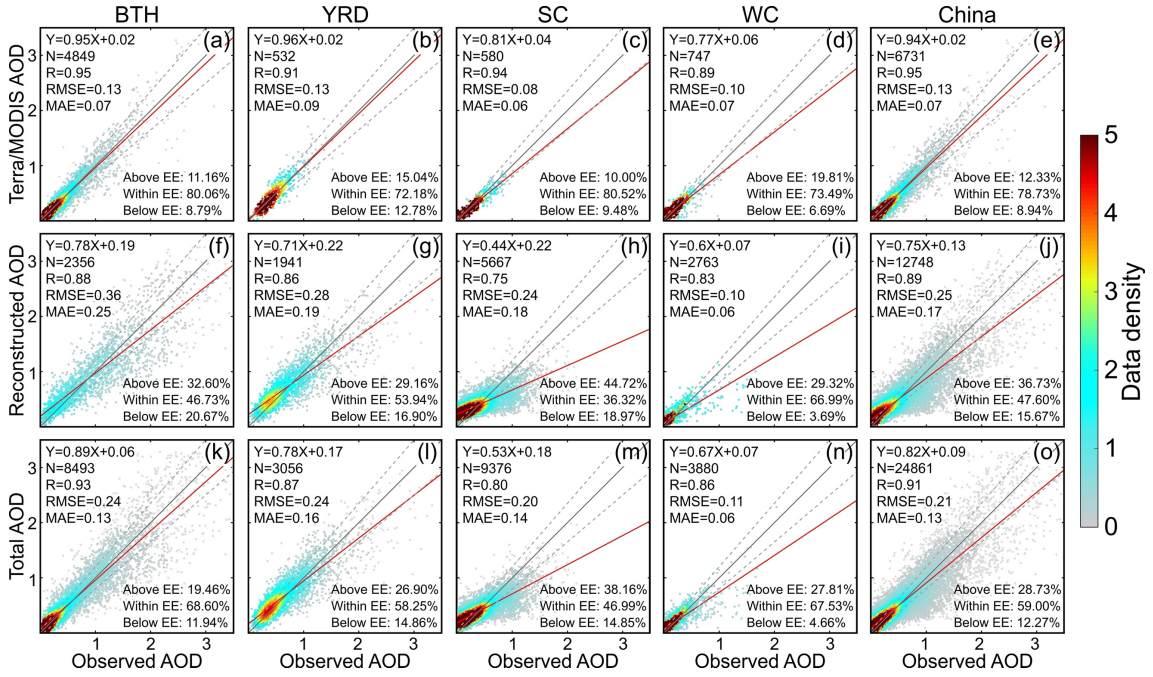 BTH YRD SC WC China
Terra/MODIS AOD
3
2
1
(a)
Y=0.95X+0.02
N=4849
R=0.95
RMSE=0.13
MAE=0.07
Above EE: 11.16%
Within EE: 80.06%
Below EE: 8.79%
(b)
Y=0.96X+0.02
N=532
R=0.91
RMSE=0.13
MAE=0.09
Above EE: 15.04%
Within EE: 72.18%
Below EE: 12.78%
(c)
Y=0.81X+0.04
N=580
R=0.94
RMSE=0.08
MAE=0.06
Above EE: 10.00%
Within EE: 80.52%
Below EE: 9.48%
(d)
Y=0.77X+0.06
N=747
R=0.89
RMSE=0.10
MAE=0.07
Above EE: 19.81%
Within EE: 73.49%
Below EE: 6.69%
(e)
Y=0.94X+0.02
N=6731
R=0.95
RMSE=0.13
MAE=0.07
Above EE: 12.33%
Within EE: 78.73%
Below EE: 8.94%
Reconstructed AOD
3
2
1
(f)
Y=0.78X+0.19
N=2356
R=0.88
RMSE=0.36
MAE=0.25
Above EE: 32.60%
Within EE: 46.73%
Below EE: 20.67%
(g)
Y=0.71X+0.22
N=1941
R=0.86
RMSE=0.28
MAE=0.19
Above EE: 29.16%
Within EE: 53.94%
Below EE: 16.90%
(h)
Y=0.44X+0.22
N=5667
R=0.75
RMSE=0.24
MAE=0.18
Above EE: 44.72%
Within EE: 36.32%
Below EE: 18.97%
(i)
Y=0.6X+0.07
N=2763
R=0.83
RMSE=0.10
MAE=0.06
Above EE: 29.32%
Within EE: 66.99%
Below EE: 3.69%
(j)
Y=0.75X+0.13
N=12748
R=0.89
RMSE=0.25
MAE=0.17
Above EE: 36.73%
Within EE: 47.60%
Below EE: 15.67%
Total AOD
3
2
1
(k)
Y=0.89X+0.06
N=8493
R=0.93
RMSE=0.24
MAE=0.13
Above EE: 19.46%
Within EE: 68.60%
Below EE: 11.94%
(l)
Y=0.78X+0.17
N=3056
R=0.87
RMSE=0.24
MAE=0.16
Above EE: 26.90%
Within EE: 58.25%
Below EE: 14.86%
(m)
Y=0.53X+0.18
N=9376
R=0.80
RMSE=0.20
MAE=0.14
Above EE: 38.16%
Within EE: 46.99%
Below EE: 14.85%
(n)
Y=0.67X+0.07
N=3880
R=0.86
RMSE=0.11
MAE=0.06
Above EE: 27.81%
Within EE: 67.53%
Below EE: 4.66%
(o)
Y=0.82X+0.09
N=24861
R=0.91
RMSE=0.21
MAE=0.13
Above EE: 28.73%
Within EE: 59.00%
Below EE: 12.27%
1 2 3 1 2 3 1 2 3 1 2 3 1 2 3
Observed AOD Observed AOD Observed AOD Observed AOD Observed AOD
5
4
3
2
1
0
Data density